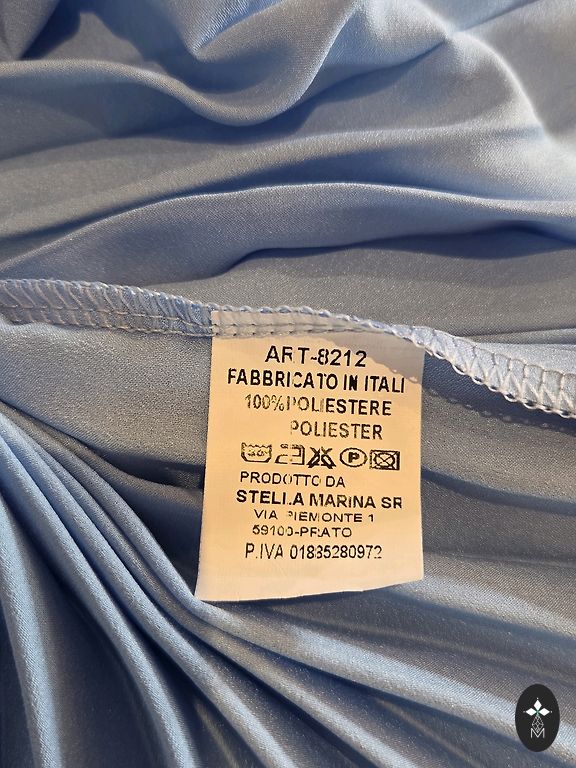 ART-8212
FABBRICATO IN ITALI
100%POLIESTERE
POLIESTER
PRODOTTO DA
STELLA MARINA SR
VIA PIEMONTE 1
59100-PRATO
P.IVA 01885280972